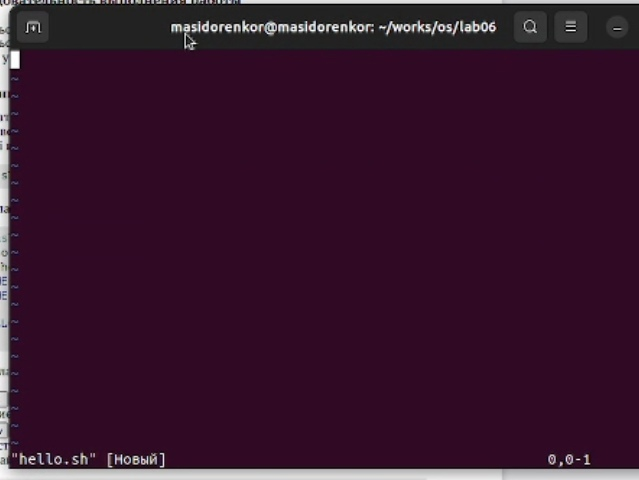 masidorenkor@masidorenkor: ~/works/os/lab06
"hello.sh" [Новый]
0,0-1